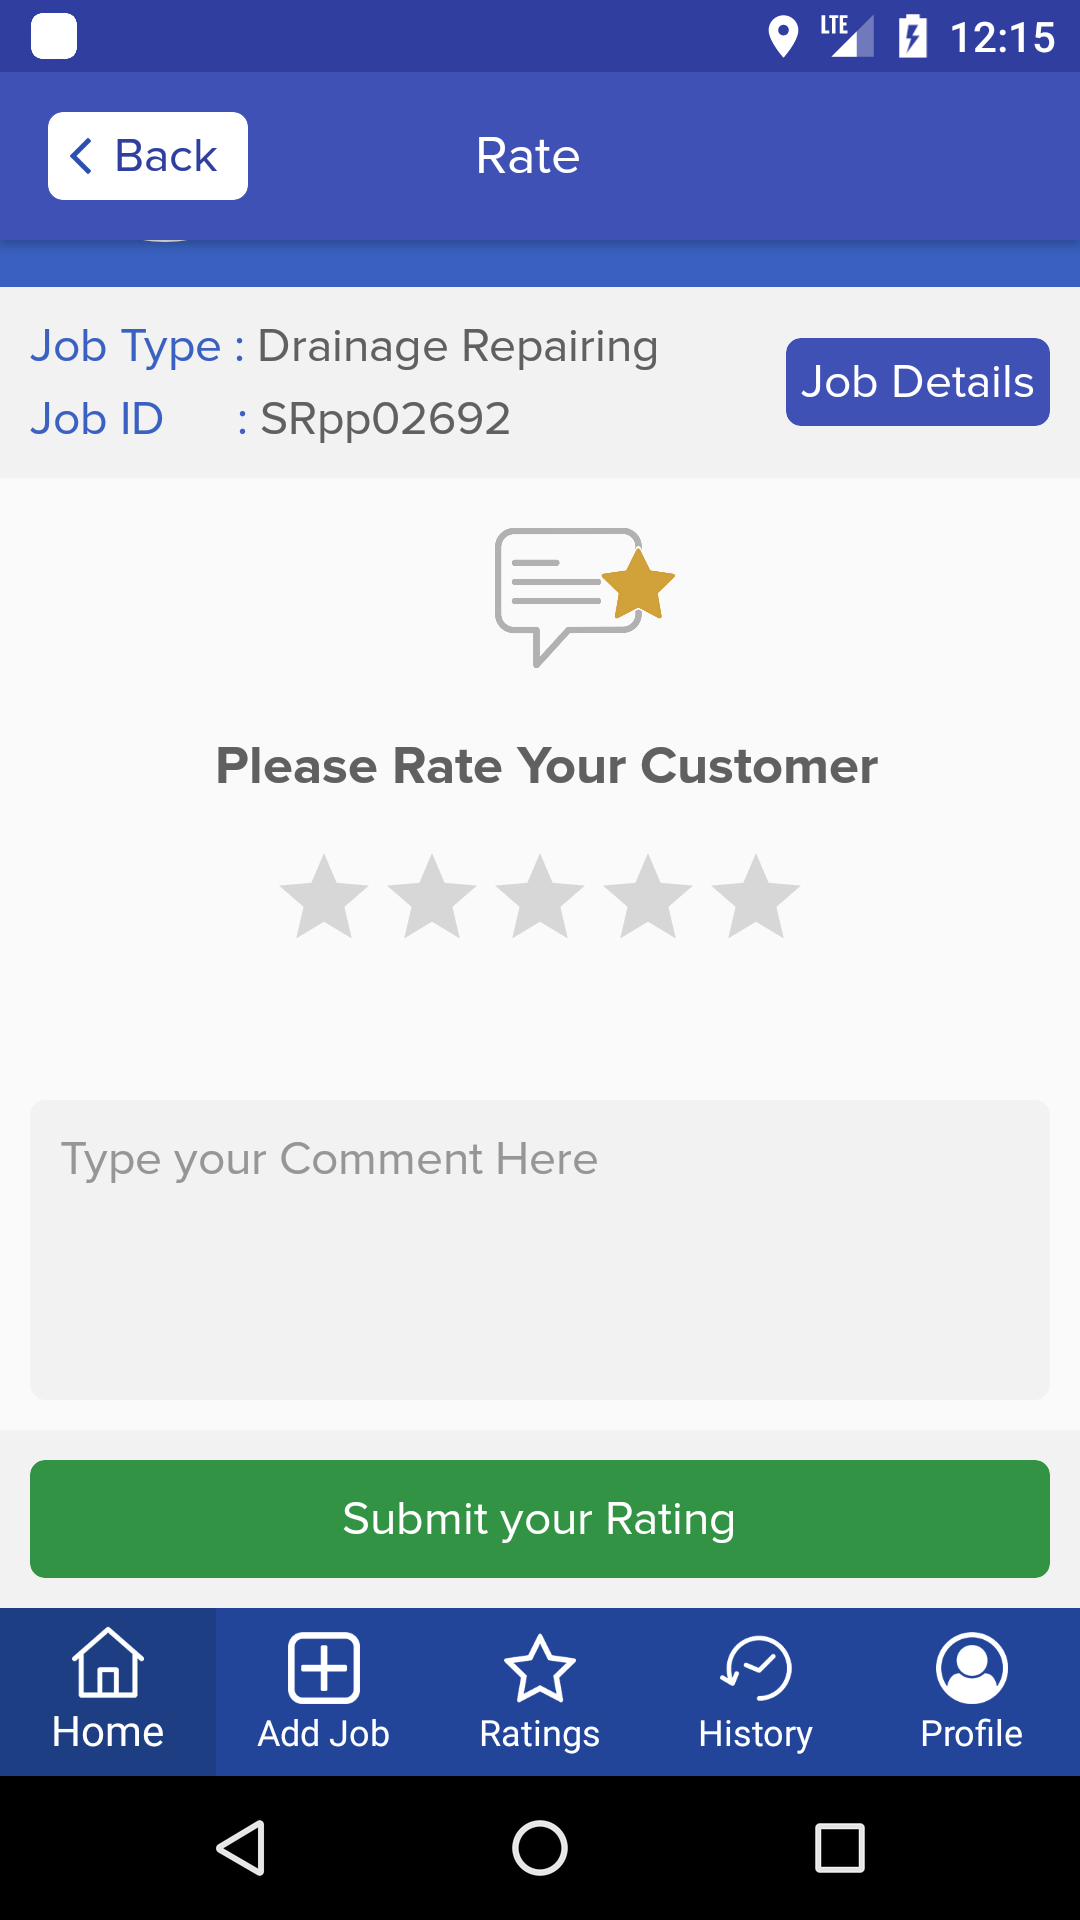 LTE 12:15
Back
Rate
Job Type : Drainage Repairing
Job ID : SRpp02692
Job Details
Please Rate Your Customer
Type your Comment Here
Submit your Rating
Home
Add Job
Ratings
History
Profile